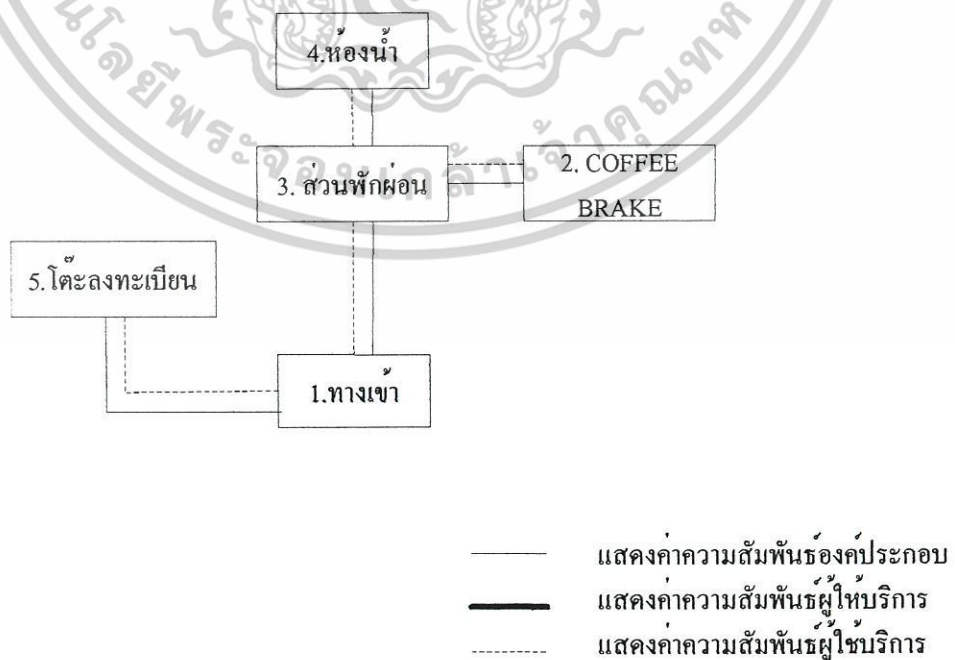 4.ห้องน้ำ
3. ส่วนพักผ่อน
2. COFFEE
BRAKE
5.โต๊ะลงทะเบียน
1.ทางเข้า
แสดงค่าความสัมพันธ์องค์ประกอบ
แสดงค่าความสัมพันธ์ผู้ให้บริการ
แสดงค่าความสัมพันธ์ผู้ใช้บริการ